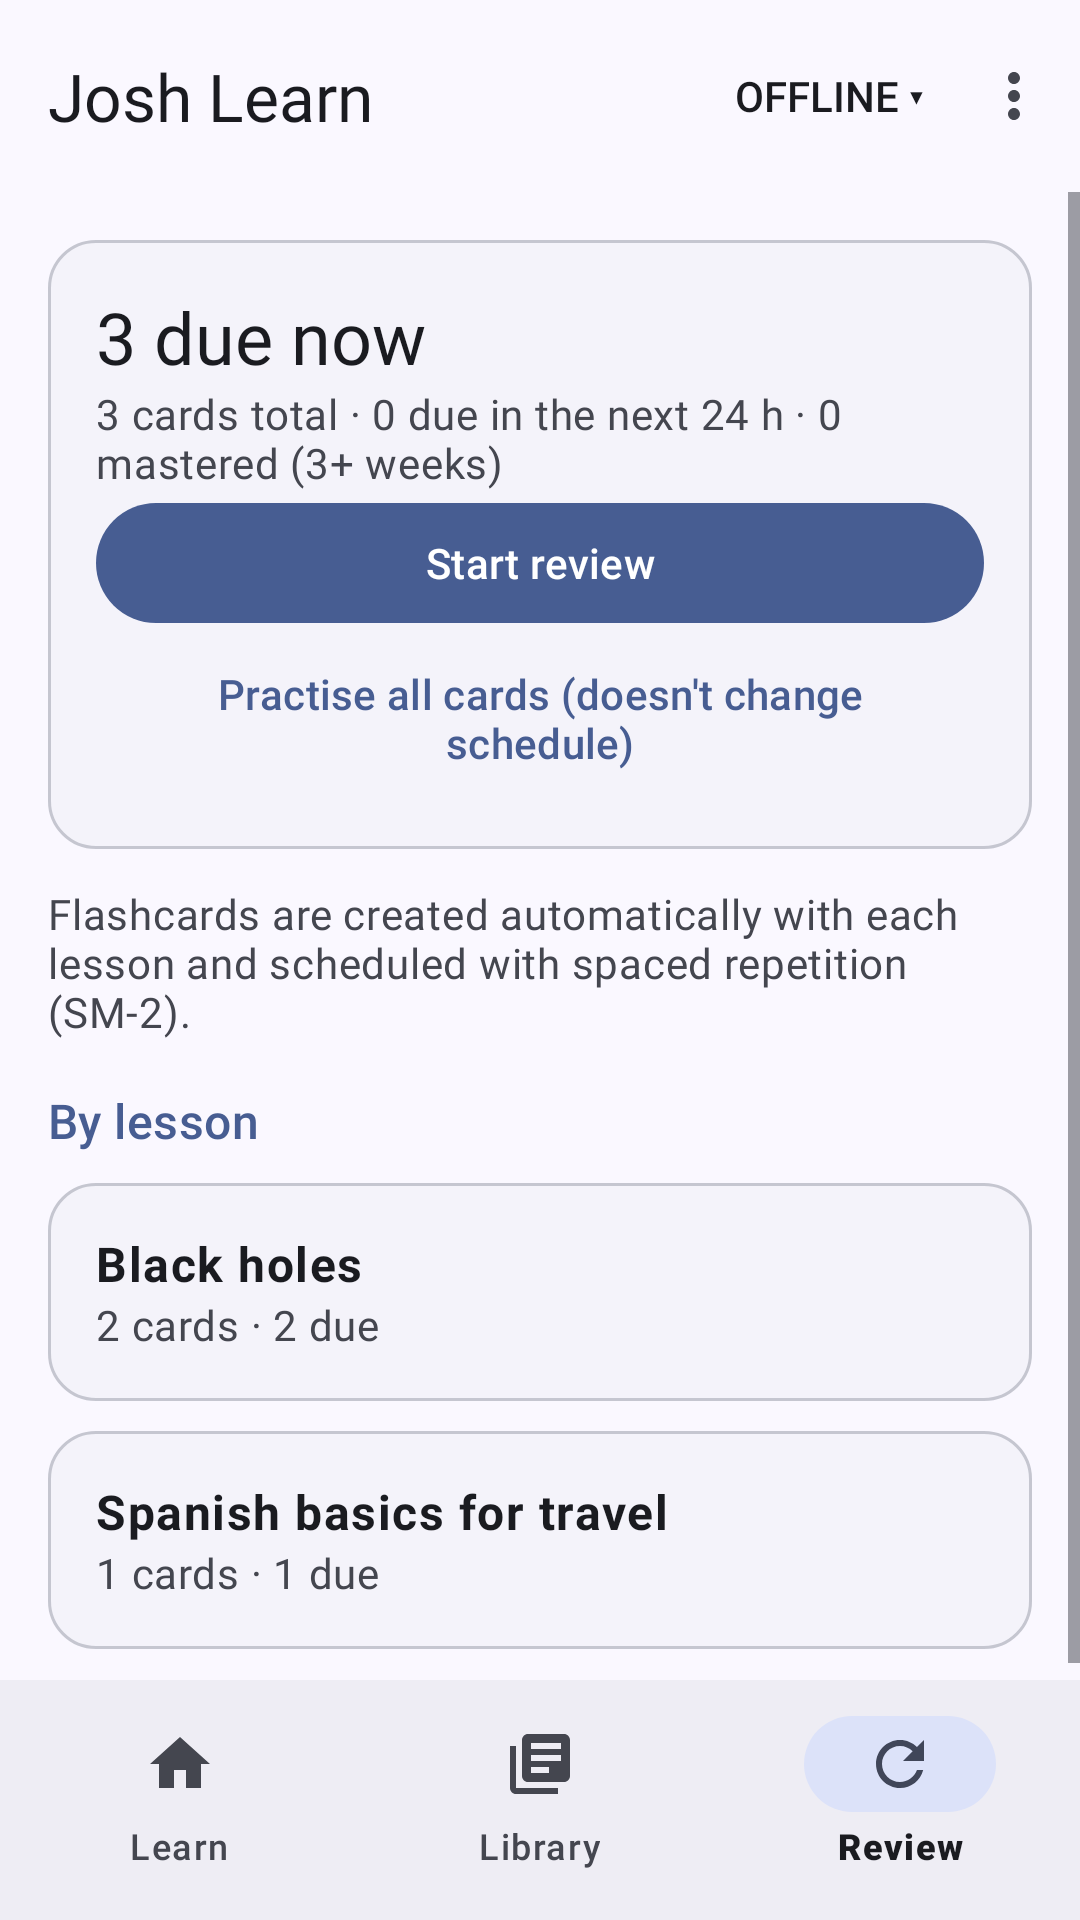 Josh Learn
OFFLINE ▾
3 due now
3 cards total · 0 due in the next 24 h · 0
mastered (3+ weeks)
Start review
Practise all cards (doesn't change
schedule)
Flashcards are created automatically with each
lesson and scheduled with spaced repetition
(SM-2).
By lesson
Black holes
2 cards · 2 due
Spanish basics for travel
1 cards · 1 due
Learn
Library
Review